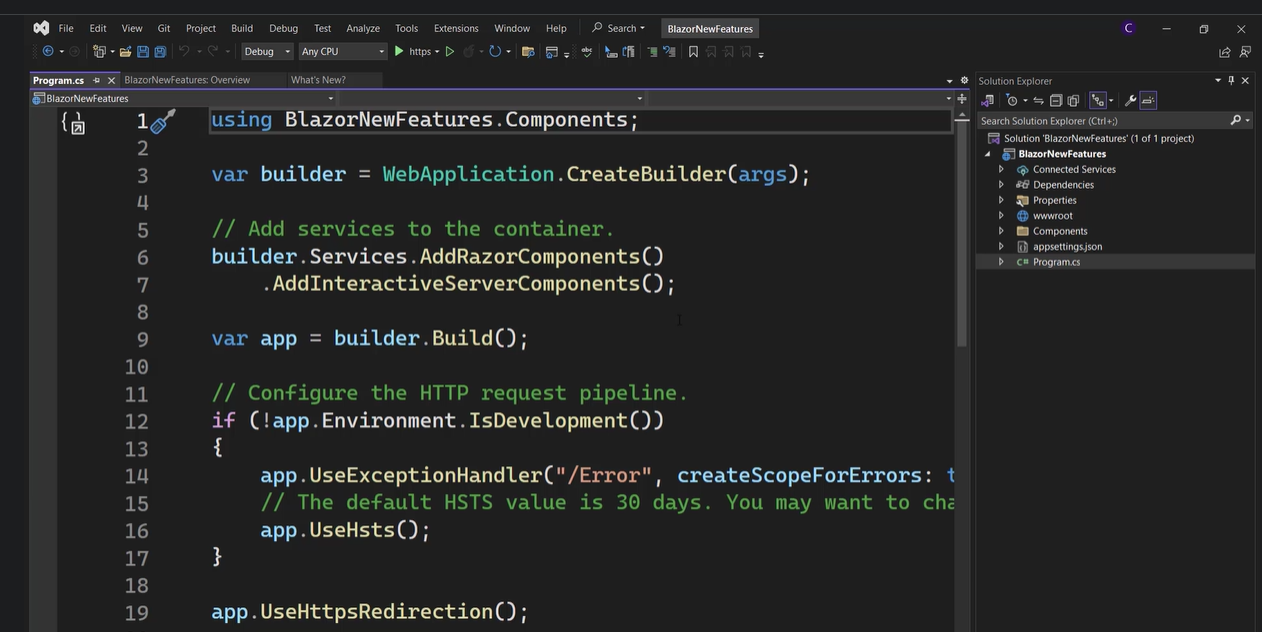 File Edit View Git Project Build Debug Test Analyze Tools Extensions Window Help Search BlazorNewFeatures C
Debug Any CPU https
Program.cs BlazorNewFeatures: Overview What's New? Solution Explorer
BlazorNewFeatures
Search Solution Explorer (Ctrl+;)
Solution 'BlazorNewFeatures' (1 of 1 project)
BlazorNewFeatures
Connected Services
Dependencies
Properties
wwwroot
Components
appsettings.json
C# Program.cs
1 using BlazorNewFeatures.Components;
2
3 var builder = WebApplication.CreateBuilder(args);
4
5 // Add services to the container.
6 builder.Services.AddRazorComponents()
7 .AddInteractiveServerComponents();
8
9 var app = builder.Build();
10
11 // Configure the HTTP request pipeline.
12 if (!app.Environment.IsDevelopment())
13 {
14 app.UseExceptionHandler("/Error", createScopeForErrors: t
15 // The default HSTS value is 30 days. You may want to cha
16 app.UseHsts();
17 }
18
19 app.UseHttpsRedirection();